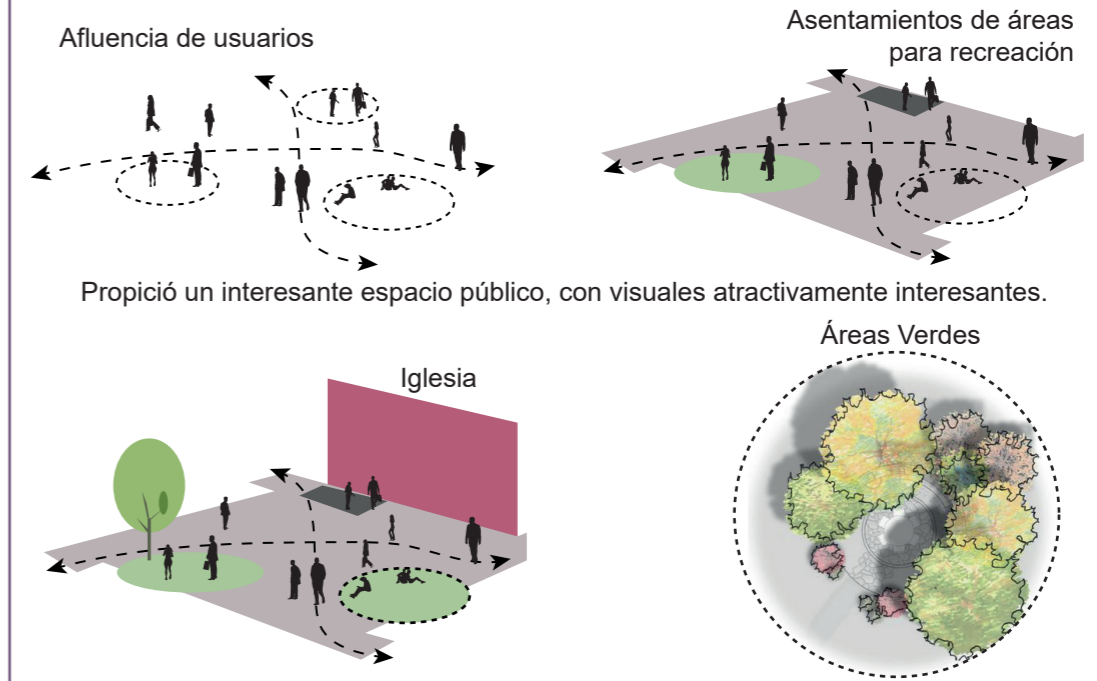 Afluencia de usuarios
Asentamientos de áreas
para recreación
Propició un interesante espacio público, con visuales atractivamente interesantes.
Iglesia
Áreas Verdes